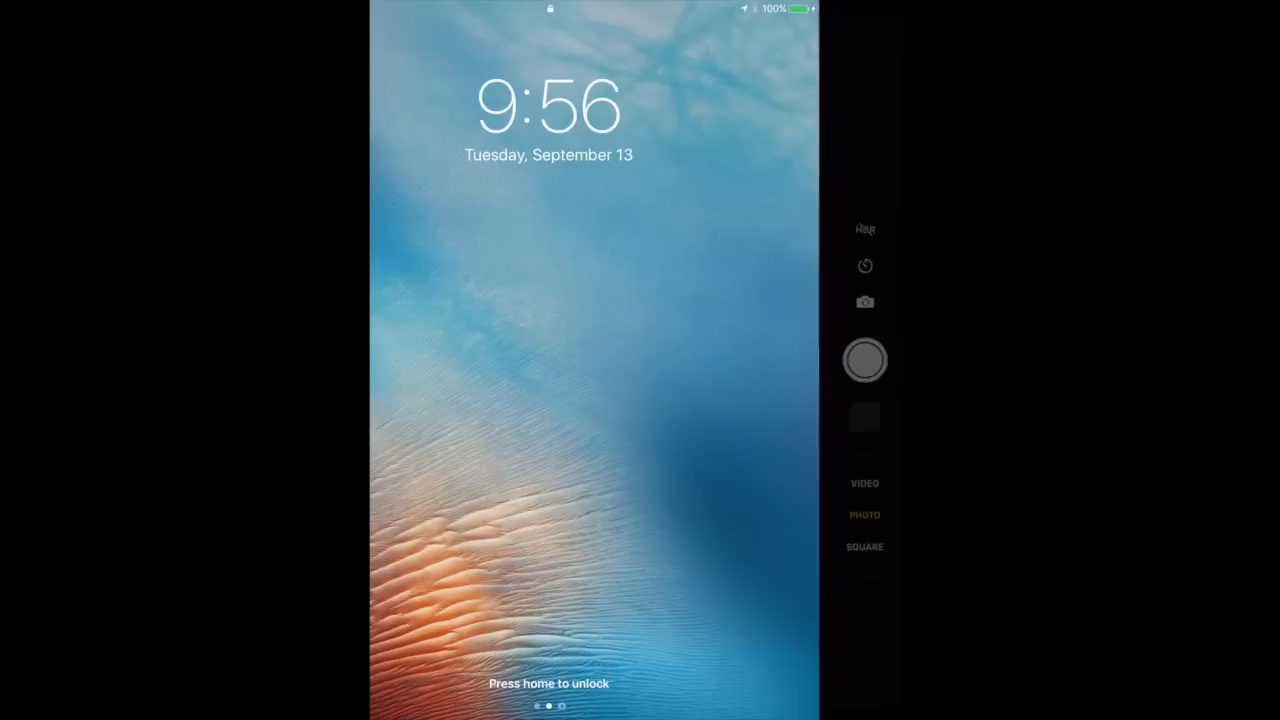 100%
9:56
Tuesday, September 13
HDR
VIDEO
PHOTO
SQUARE
Press home to unlock